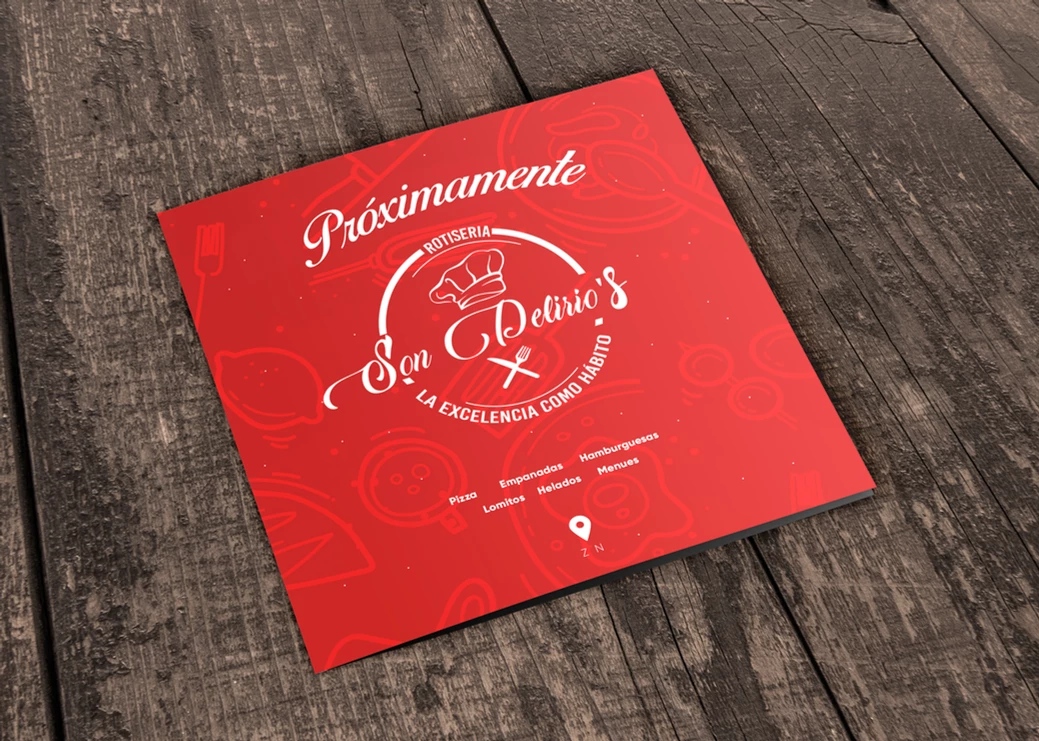 Próximamente
ROTISERIA
Son Delirio'S
LA EXCELENCIA COMO HÁBITO
Pizza Empanadas Hamburguesas
Lomitos Helados Menues
Z N